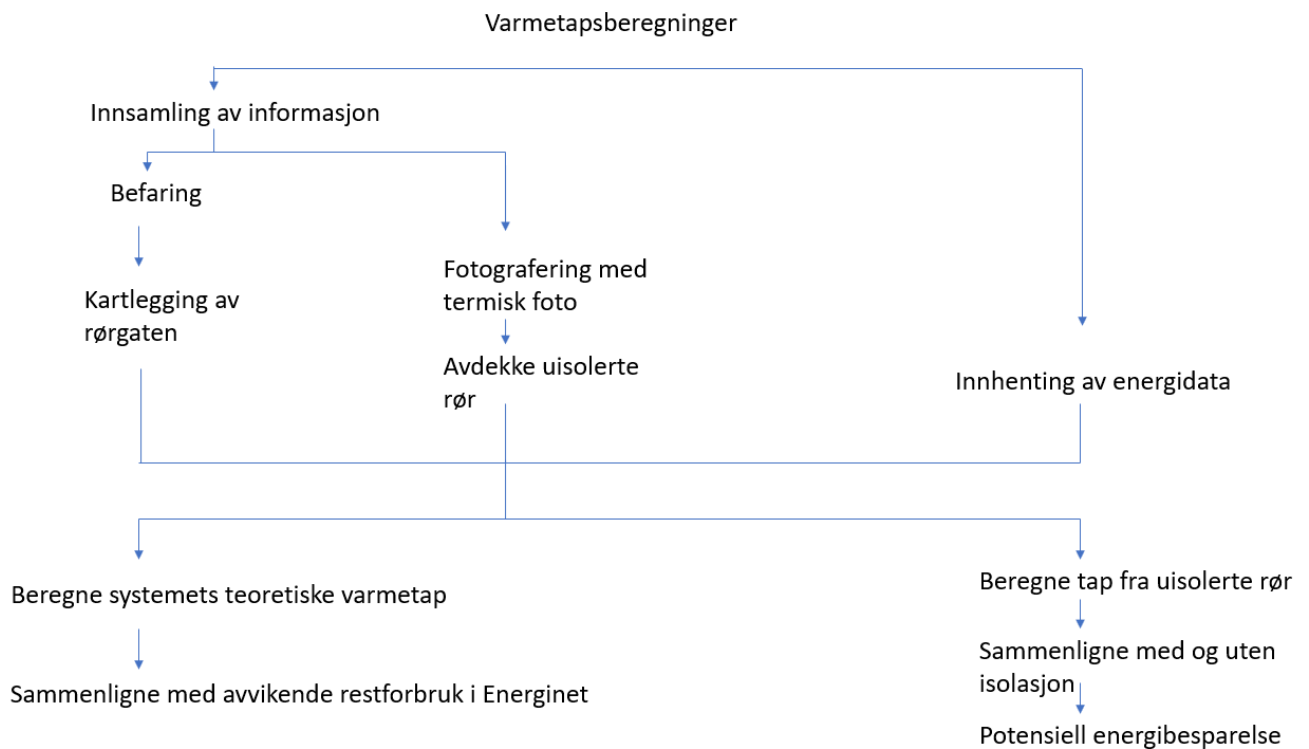 Varmetapsberegninger
Innsamling av informasjon
Befaring
Kartlegging av
rørgaten
Fotografering med
termisk foto
Avdekke uisolerte
rør
Innhenting av energidata
Beregne systemets teoretiske varmetap
Sammenligne med avvikende restforbruk i Energinet
Beregne tap fra uisolerte rør
Sammenligne med og uten
isolasjon
Potensiell energibesparelse